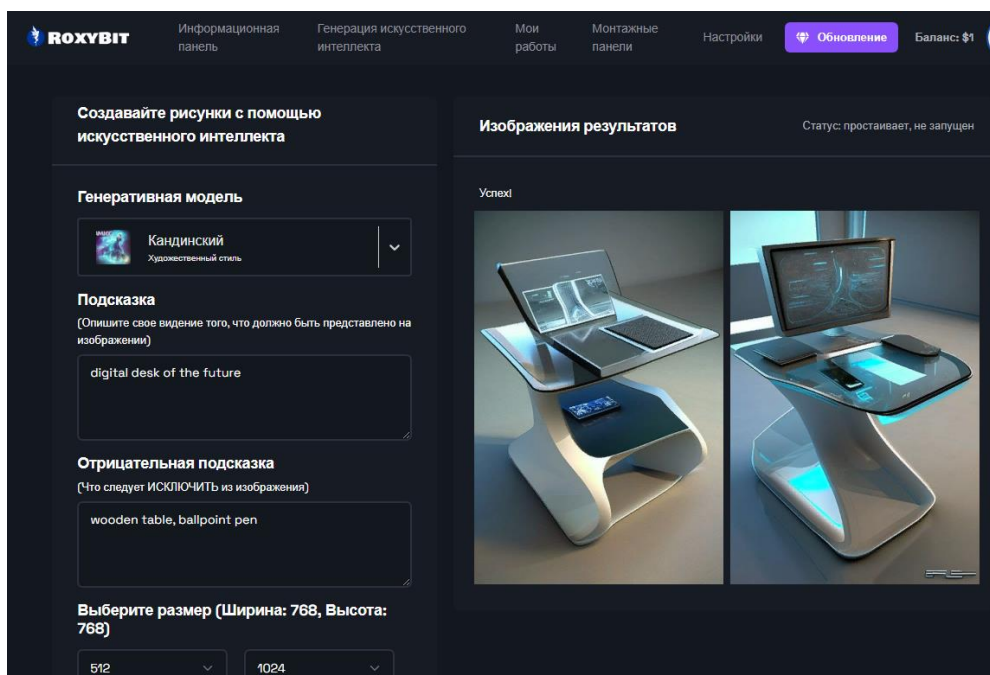 ROXYBIT
Информационная
панель
Генерация искусственного
интеллекта
Мои
работы
Монтажные
панели
Настройки
Обновление
Баланс: $1
Создавайте рисунки с помощью
искусственного интеллекта
Генеративная модель
Кандинский
Художественный стиль
Подсказка
(Опишите свое видение того, что должно быть представлено на
изображении)
digital desk of the future
Отрицательная подсказка
(Что следует ИСКЛЮЧИТЬ из изображения)
wooden table, ballpoint pen
Выберите размер (Ширина: 768, Высота:
768)
512
1024
Изображения результатов
Статус: простаивает, не запущен
Успех!